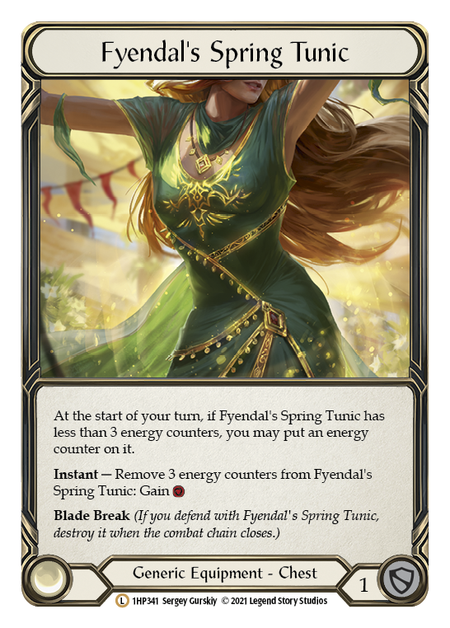 Fyendal's Spring Tunic
At the start of your turn, if Fyendal's Spring Tunic has
less than 3 energy counters, you may put an energy
counter on it.
Instant — Remove 3 energy counters from Fyendal's
Spring Tunic: Gain
Blade Break (If you defend with Fyendal's Spring Tunic,
destroy it when the combat chain closes.)
Generic Equipment - Chest
1
L 1HP341 Sergey Gurskiy © 2021 Legend Story Studios